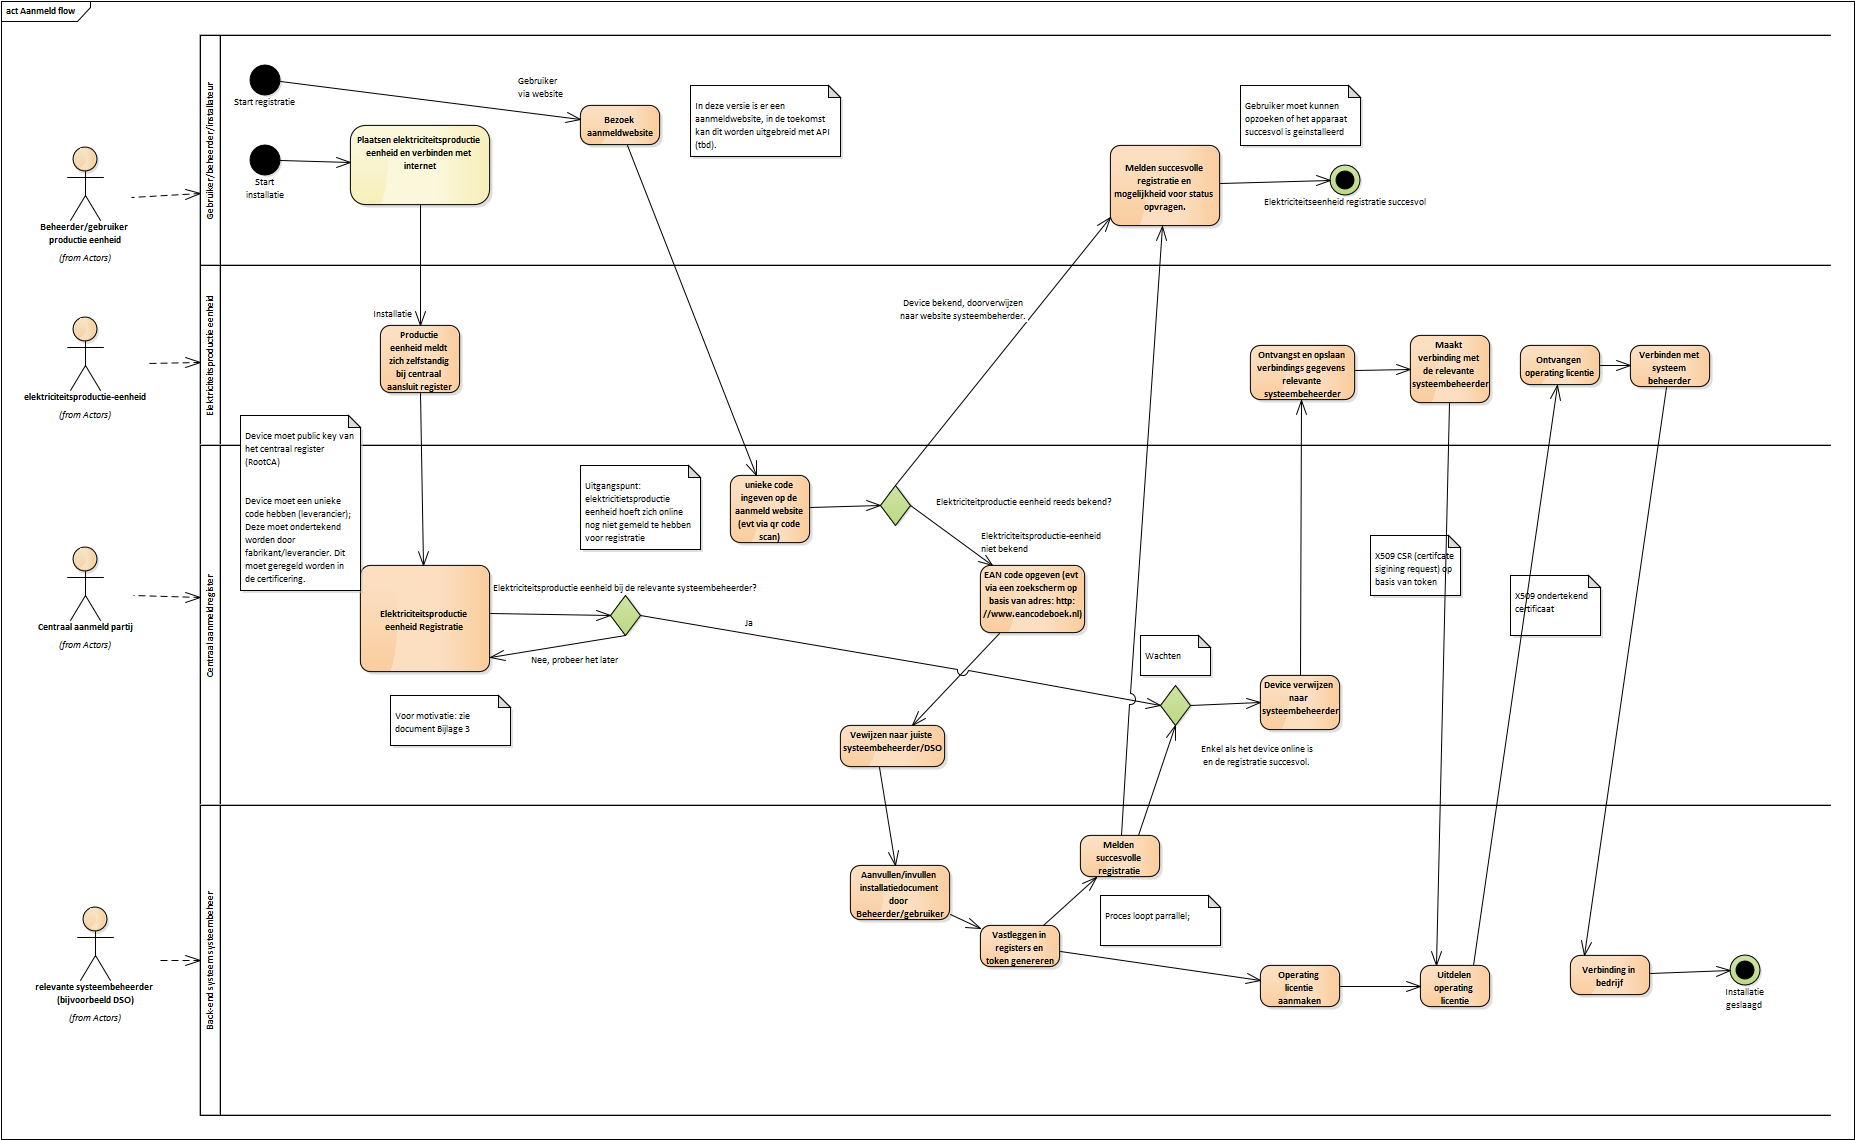 act Aanmeld flow
Gebruiker/beheerder/installateur
Start registratie
Gebruiker
via website
Bezoek
aanmeldwebsite
In deze versie is er een
aanmeldwebsite, in de toekomst
kan dit worden uitgebreid met API
(tbd).
Gebruiker moet kunnen
opzoeken of het apparaat
succesvol is geinstalleerd
Start
installatie
Plaatsen elektriciteitsproductie
eenheid en verbinden met
internet
Melden succesvolle
registratie en
mogelijkheid voor status
opvragen.
Elektriciteitseenheid registratie succesvol
Beheerder/gebruiker
productie eenheid
(from Actors)
Elektriciteitsproductie eenheid
Installatie
Productie
eenheid meldt
zich zelfstandig
bij centraal
aansluit register
Device bekend, doorverwijzen
naar website systeembeherder.
Ontvangst en opslaan
verbindings gegevens
relevante
systeembeheerder
Maakt
verbinding met
de relevante
systeembeheerder
Ontvangen
operating licentie
Verbinden met
systeem
beheerder
elektriciteitsproductie-eenheid
(from Actors)
Centraal aanmeld register
Device moet public key van
het centraal register
(RootCA)
Device moet een unieke
code hebben (leverancier);
Deze moet ondertekend
worden door
fabrikant/leverancier. Dit
moet geregeld worden in
de certificering.
Uitgangspunt:
elektricitietsproductie
eenheid hoeft zich online
nog niet gemeld te hebben
voor registratie
unieke code
ingeven op de
aanmeld website
(evt via qr code
scan)
Elektriciteitproductie eenheid reeds bekend?
Elektriciteitsproductie-eenheid
niet bekend
EAN code opgeven (evt
via een zoekscherm op
basis van adres: http:
//www.eancodeboek.nl)
X509 CSR (certifcate
sigining request) op
basis van token
X509 ondertekend
certificaat
Elektriciteitsproductie
eenheid Registratie
Elektriciteitsproductie eenheid bij de relevante systeembeheerder?
Ja
Nee, probeer het later
Wachten
Device verwijzen
naar
systeembeheerder
Enkel als het device online is
en de registratie succesvol.
Voor motivatie: zie
document Bijlage 3
Vewijzen naar juiste
systeembeheerder/DSO
Centraal aanmeld partij
(from Actors)
Back-end systeem systeembeheer
Melden
succesvolle
registratie
Aanvullen/invullen
installatiedocument
door
Beheerder/gebruiker
Proces loopt parrallel;
Vastleggen in
registers en
token genereren
Operating
licentie
aanmaken
Uitdelen
operating
licentie
Verbinding in
bedrijf
Installatie
geslaagd
relevante systeembeheerder
(bijvoorbeeld DSO)
(from Actors)